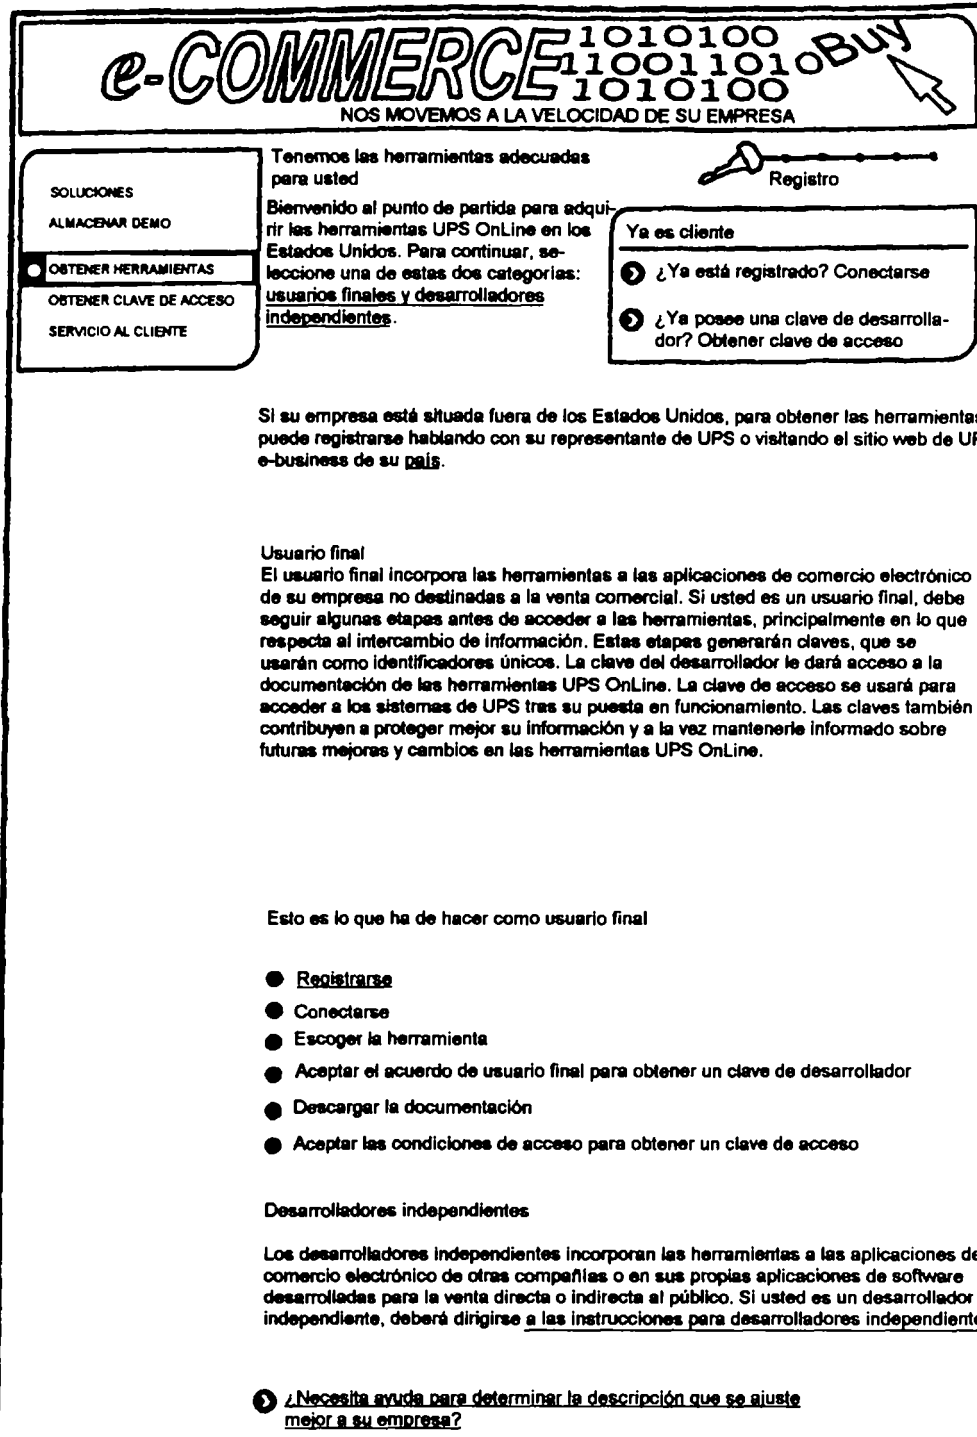 e-COMMERCE
1010100
110011010
1010100
Buy
NOS MOVEMOS A LA VELOCIDAD DE SU EMPRESA
SOLUCIONES
ALMACENAR DEMO
OBTENER HERRAMIENTAS
OBTENER CLAVE DE ACCESO
SERVICIO AL CLIENTE
Tenemos las herramientas adecuadas
para usted
Bienvenido al punto de partida para adqui-
rir las herramientas UPS OnLine en los
Estados Unidos. Para continuar, se-
leccione una de estas dos categorías:
usuarios finales y desarrolladores
independientes.
Registro
Ya es cliente
¿Ya está registrado? Conectarse
¿Ya posee una clave de desarrolla-
dor? Obtener clave de acceso
Si su empresa está situada fuera de los Estados Unidos, para obtener las herramientas
puede registrarse hablando con su representante de UPS o visitando el sitio web de
e-business de su país.
Usuario final
El usuario final incorpora las herramientas a las aplicaciones de comercio electrónico
de su empresa no destinadas a la venta comercial. Si usted es un usuario final, debe
seguir algunas etapas antes de acceder a las herramientas, principalmente en lo que
respecta al intercambio de información. Estas etapas generarán claves, que se
usarán como identificadores únicos. La clave del desarrollador le dará acceso a la
documentación de las herramientas UPS OnLine. La clave de acceso se usará para
acceder a los sistemas de UPS tras su puesta en funcionamiento. Las claves también
contribuyen a proteger mejor su información y a la vez mantenerle informado sobre
futuras mejoras y cambios en las herramientas UPS OnLine.
Esto es lo que ha de hacer como usuario final
Registrarse
Conectarse
Escoger la herramienta
Aceptar el acuerdo de usuario final para obtener un clave de desarrollador
Descargar la documentación
Aceptar las condiciones de acceso para obtener un clave de acceso
Desarrolladores independientes
Los desarrolladores independientes incorporan las herramientas a las aplicaciones de
comercio electrónico de otras compañías o en sus propias aplicaciones de software
desarrolladas para la venta directa o indirecta al público. Si usted es un desarrollador
independiente, deberá dirigirse a las instrucciones para desarrolladores
¿Necesita ayuda para determinar la descripción que se ajuste
mejor a su empresa?